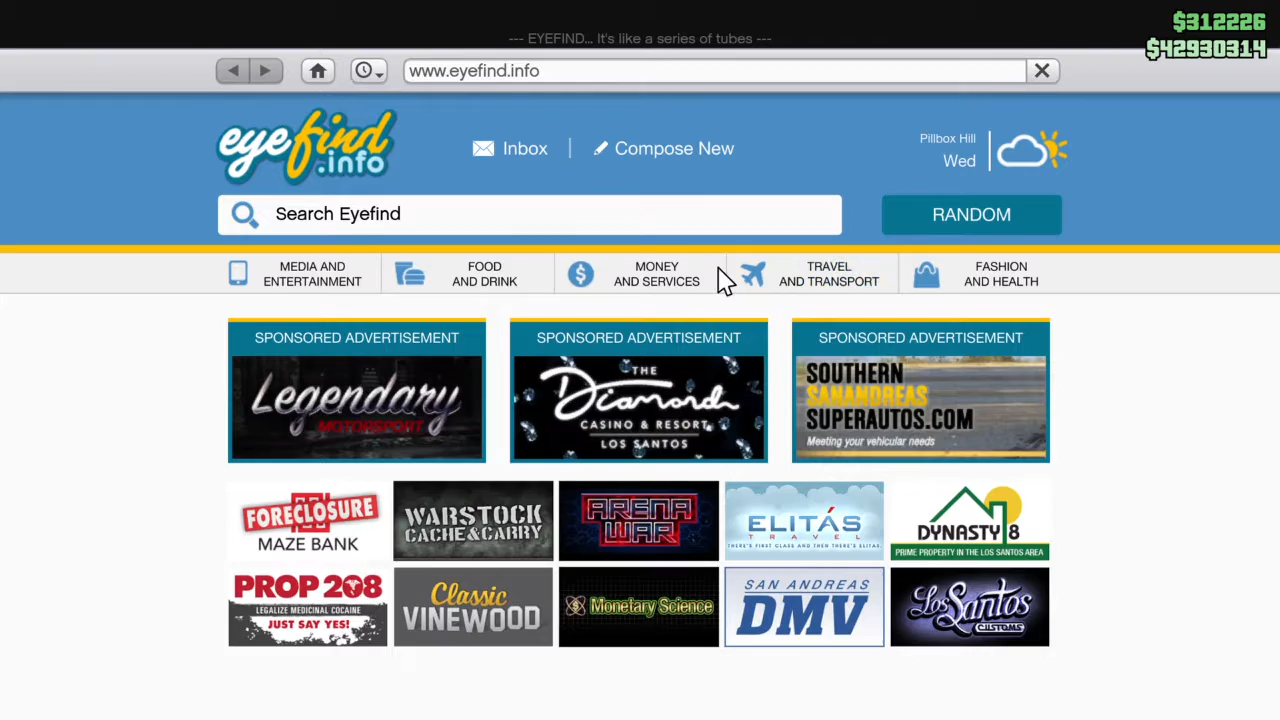 $312226
--- EYEFIND... It's like a series of tubes ---
$42930314
www.eyefind.info
eyefind
.info
Inbox
Compose New
Pillbox Hill
Wed
Search Eyefind
RANDOM
MEDIA AND
ENTERTAINMENT
FOOD
AND DRINK
MONEY
AND SERVICES
TRAVEL
AND TRANSPORT
FASHION
AND HEALTH
SPONSORED ADVERTISEMENT
Legendary
MOTORSPORT
SPONSORED ADVERTISEMENT
THE
Diamond
CASINO & RESORT
LOS SANTOS
SPONSORED ADVERTISEMENT
SOUTHERN
SANANDREAS
SUPERAUTOS.COM
Meeting your vehicular needs
FORECLOSURE
MAZE BANK
WARSTOCK
CACHE & CARRY
ARENA
WAR
ELITÁS
TRAVEL
THERE'S FIRST CLASS AND THEN THERE'S ELITAS.
DYNASTY 8
PRIME PROPERTY IN THE LOS SANTOS AREA
PROP 208
LEGALIZE MEDICINAL COCAINE
JUST SAY YES!
Classic
VINEWOOD
Monetary Science
SAN ANDREAS
DMV
Los Santos
CUSTOMS